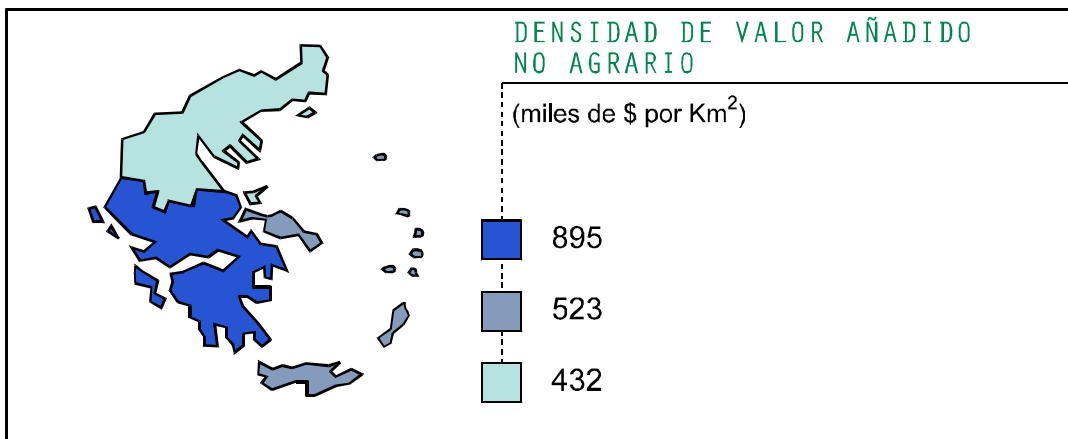 DENSIDAD DE VALOR AÑADIDO
NO AGRARIO
(miles de $ por Km²)
895
523
432